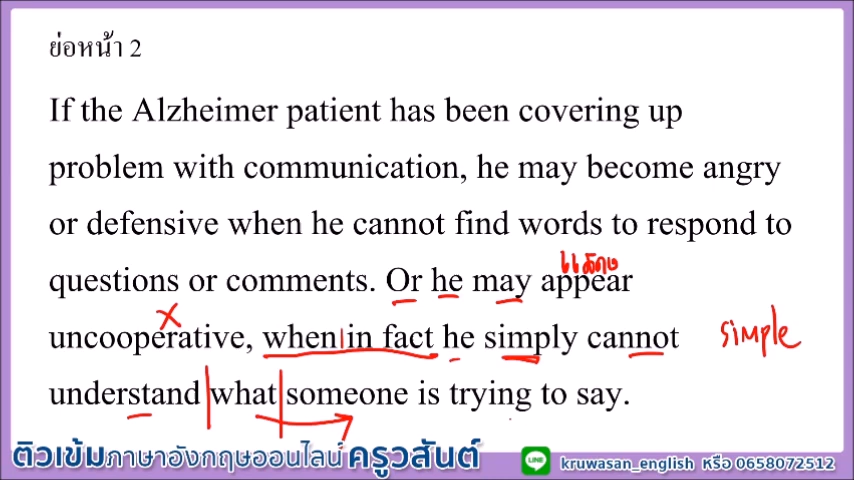 ย่อหน้า 2
If the Alzheimer patient has been covering up
problem with communication, he may become angry
or defensive when he cannot find words to respond to
questions or comments. Or he may appear
uncooperative, when in fact he simply cannot
simple
understand what someone is trying to say.
ติวเข้มภาษาอังกฤษออนไลน์ ครูวสันต์
LINE kruwasan_english หรือ 0658072512